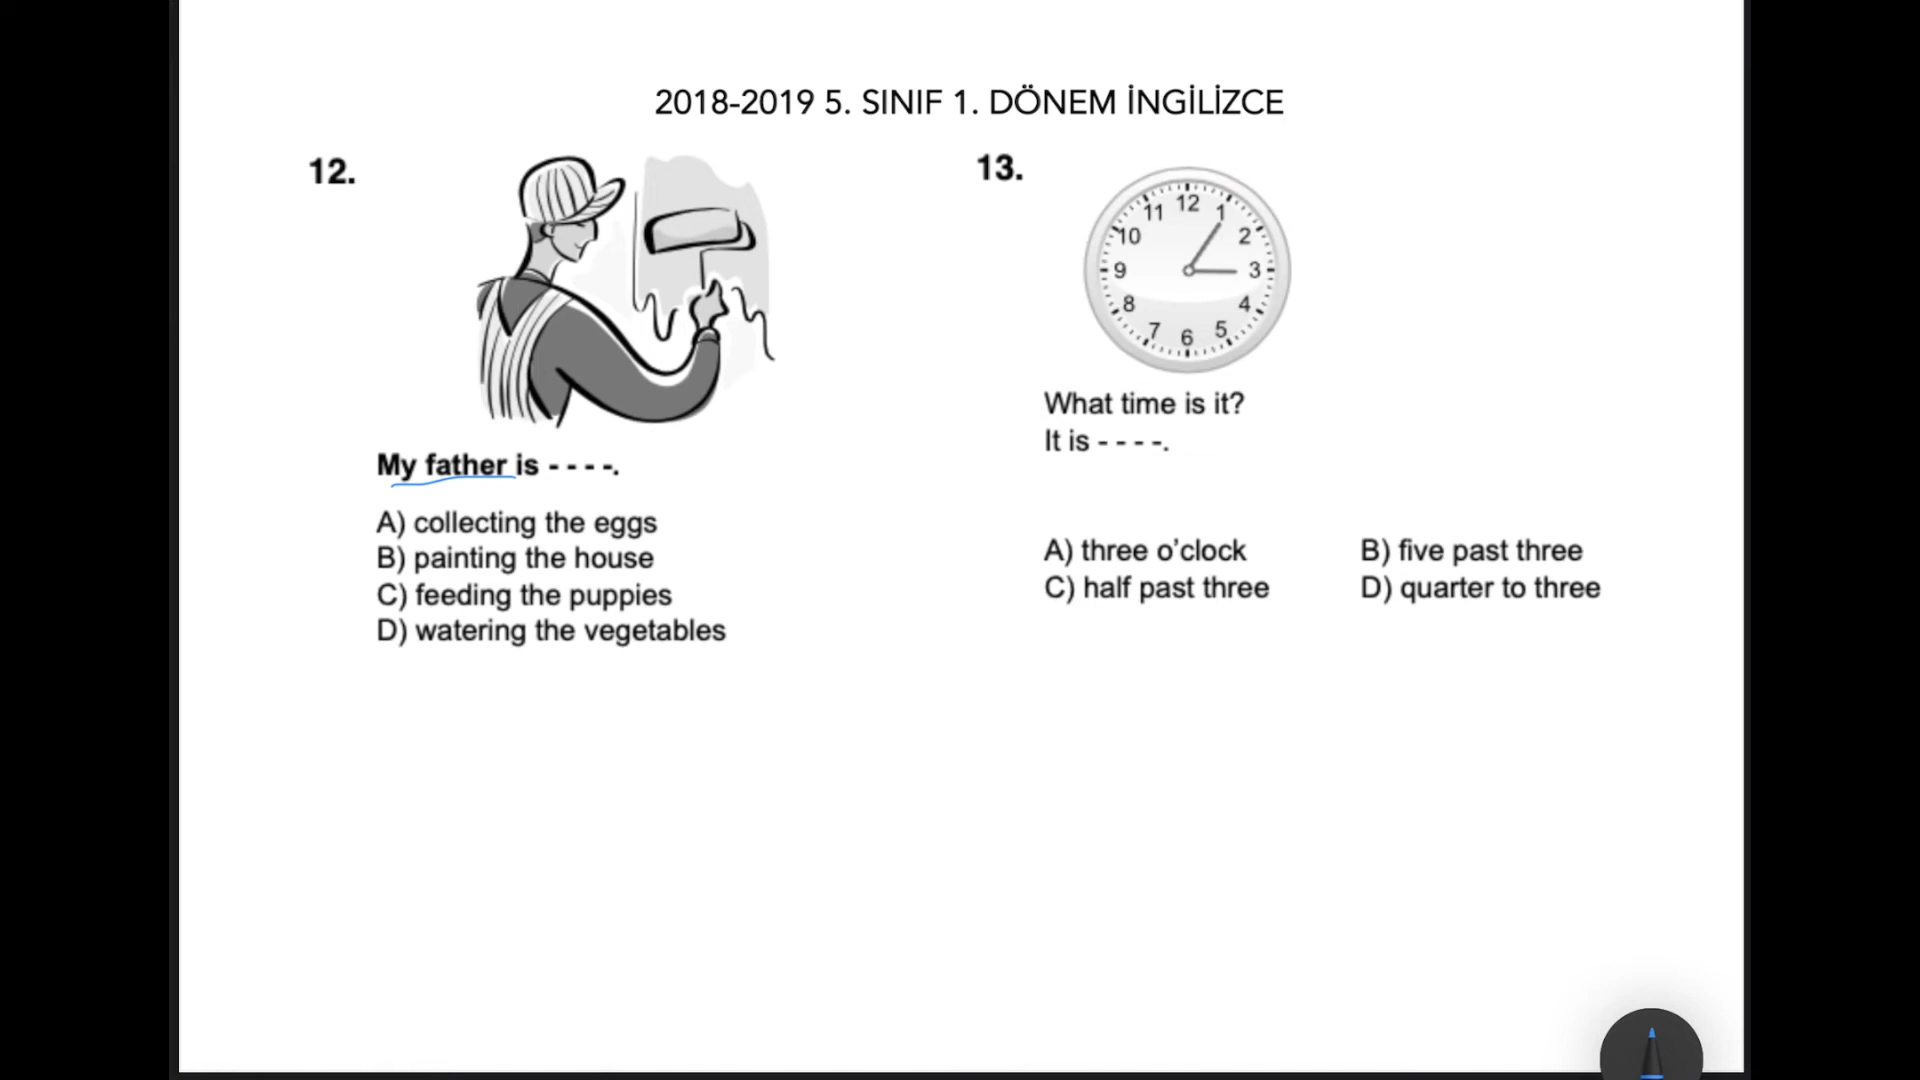 2018-2019 5. SINIF 1. DÖNEM İNGİLİZCE
12.
My father is - - - -.
A) collecting the eggs
B) painting the house
C) feeding the puppies
D) watering the vegetables
13.
12
1
2
3
4
5
6
7
8
9
10
11
What time is it?
It is - - - -.
A) three o’clock
B) five past three
C) half past three
D) quarter to three